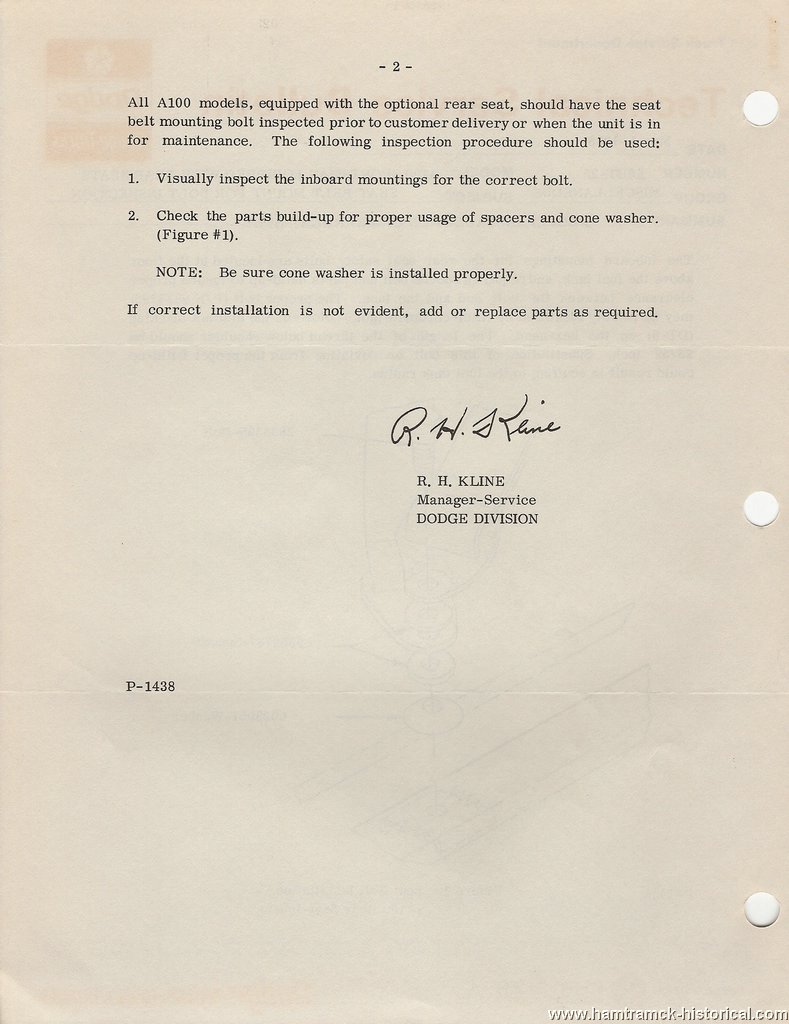 - 2 -
All A100 models, equipped with the optional rear seat, should have the seat
belt mounting bolt inspected prior to customer delivery or when the unit is in
for maintenance. The following inspection procedure should be used:
1. Visually inspect the inboard mountings for the correct bolt.
2. Check the parts build-up for proper usage of spacers and cone washer.
(Figure #1).
NOTE: Be sure cone washer is installed properly.
If correct installation is not evident, add or replace parts as required.
R. H. Kline
R. H. KLINE
Manager-Service
DODGE DIVISION
P-1438
www.hamtramck-historical.com